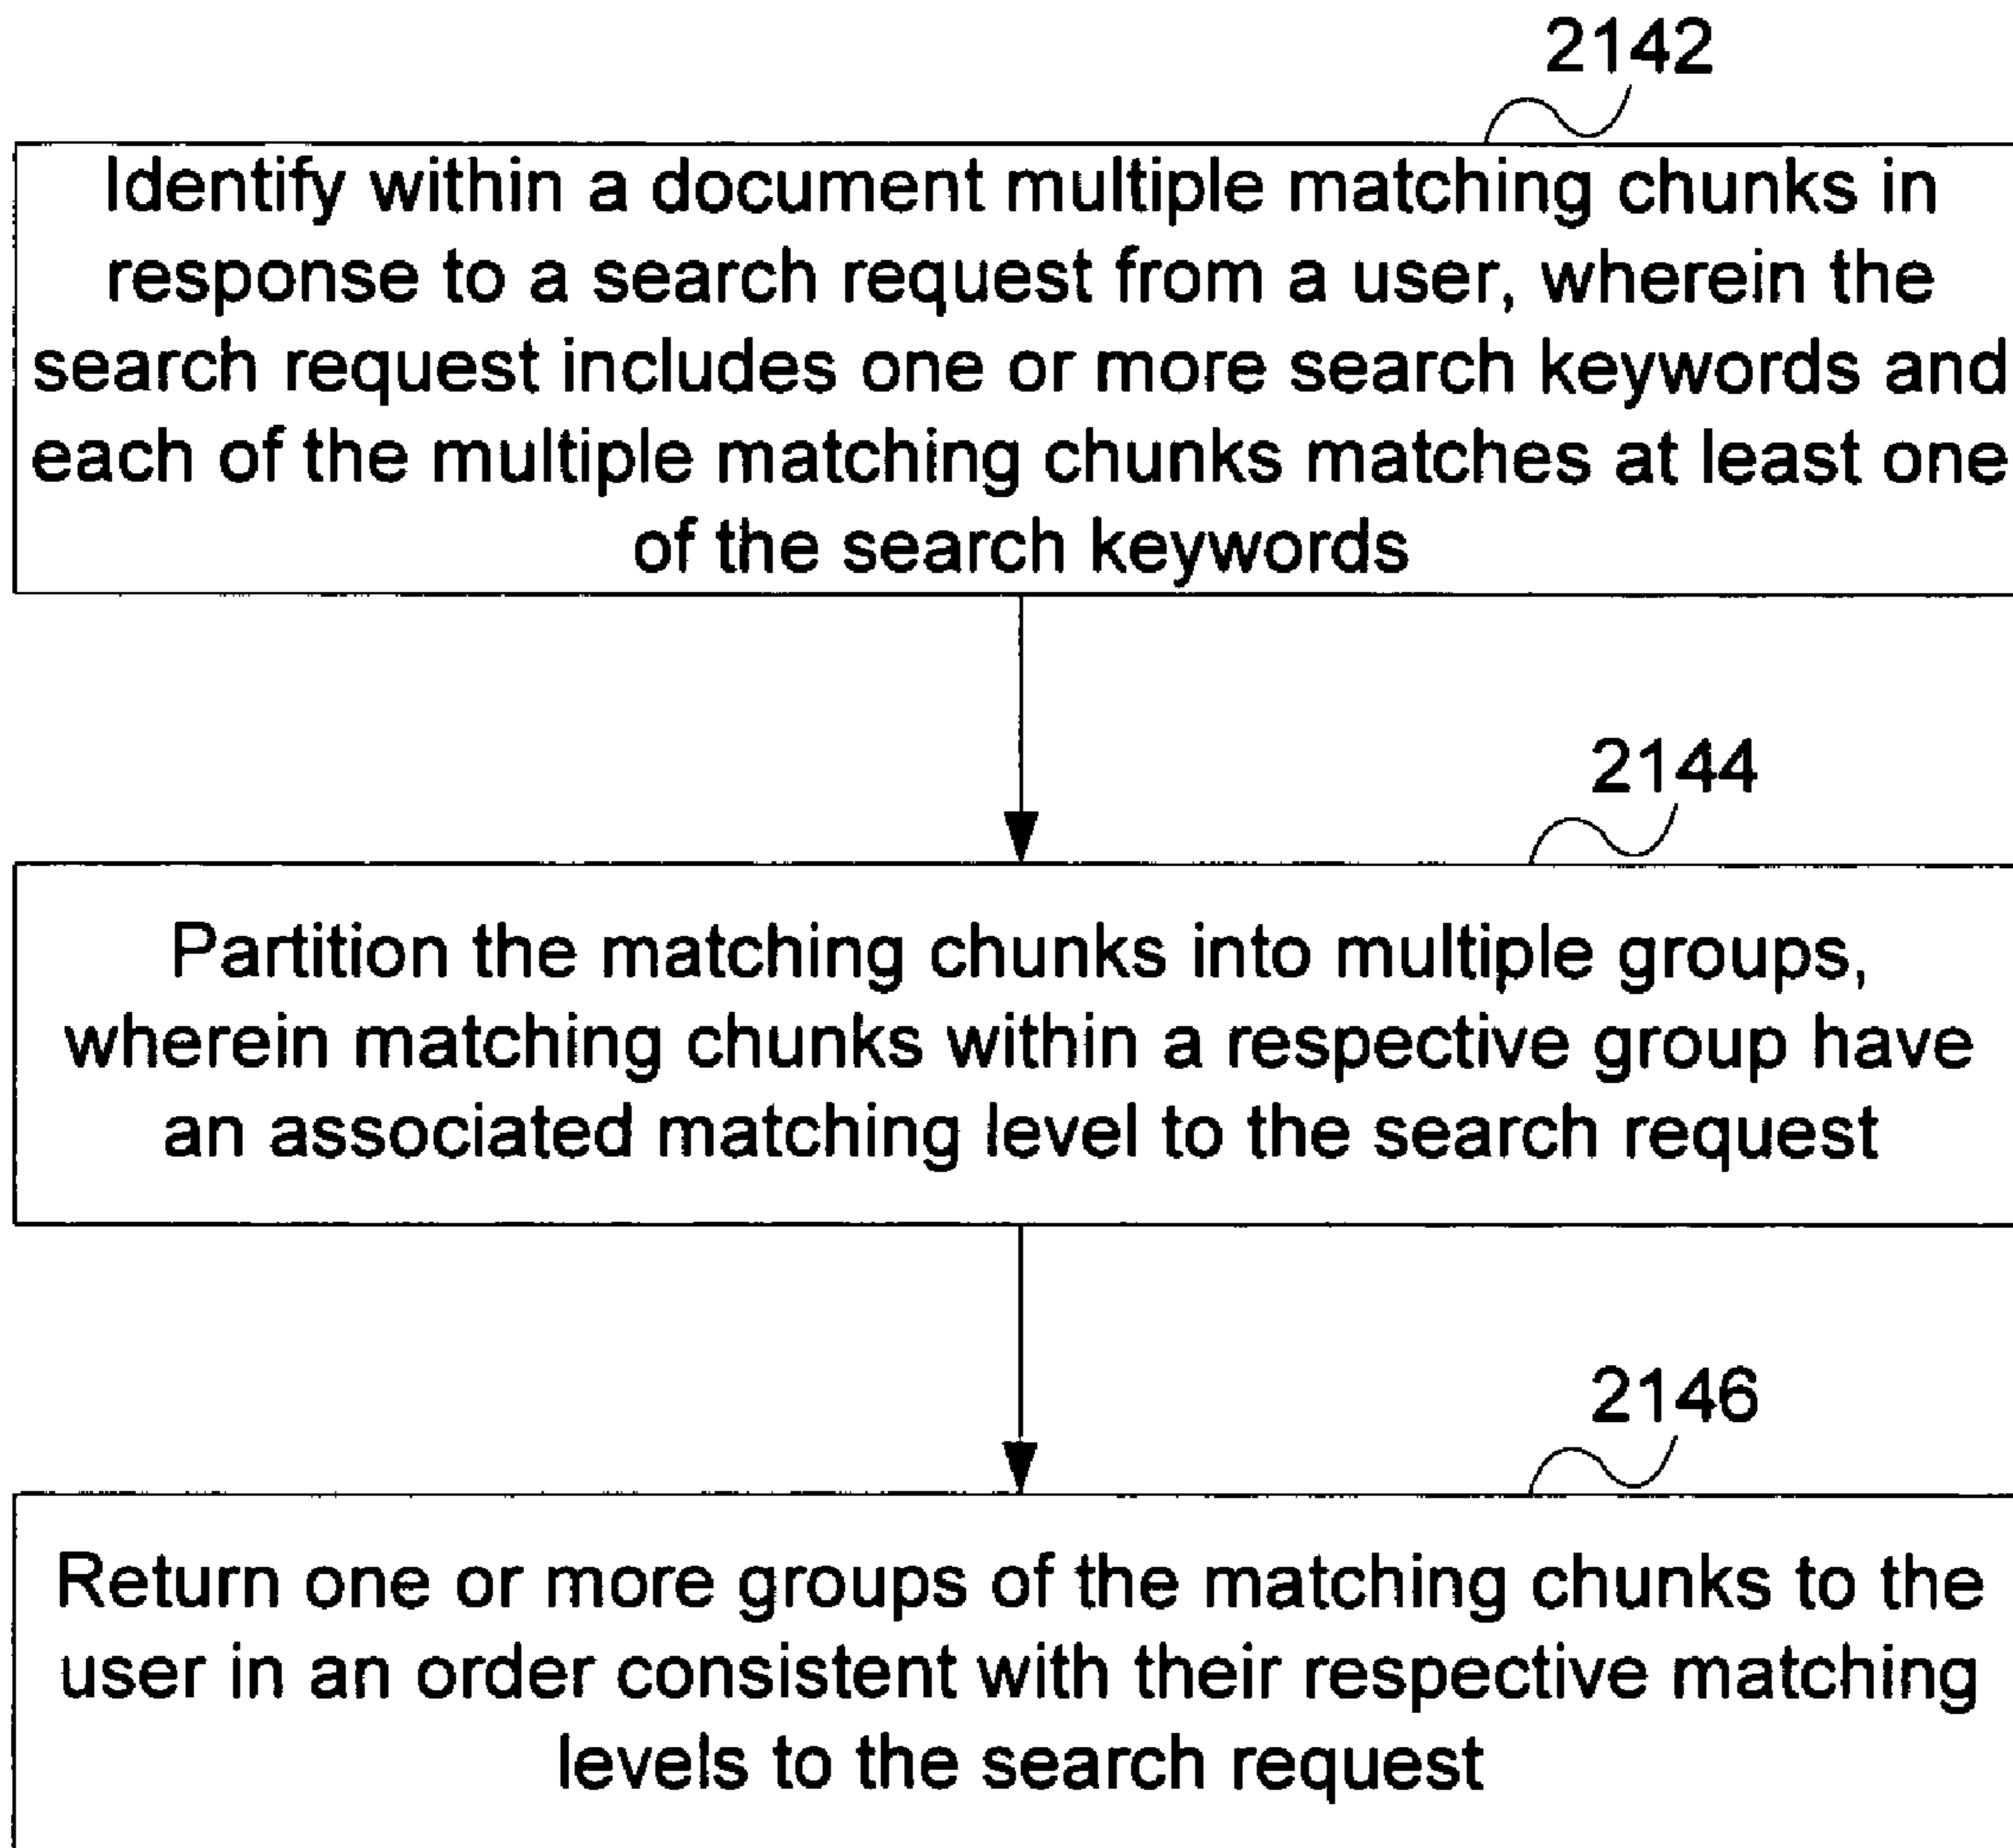 2142
Identify within a document multiple matching chunks in
response to a search request from a user, wherein the
search request includes one or more search keywords and
each of the multiple matching chunks matches at least one
of the search keywords
2144
Partition the matching chunks into multiple groups,
wherein matching chunks within a respective group have
an associated matching level to the search request
2146
Return one or more groups of the matching chunks to the
user in an order consistent with their respective matching
levels to the search request